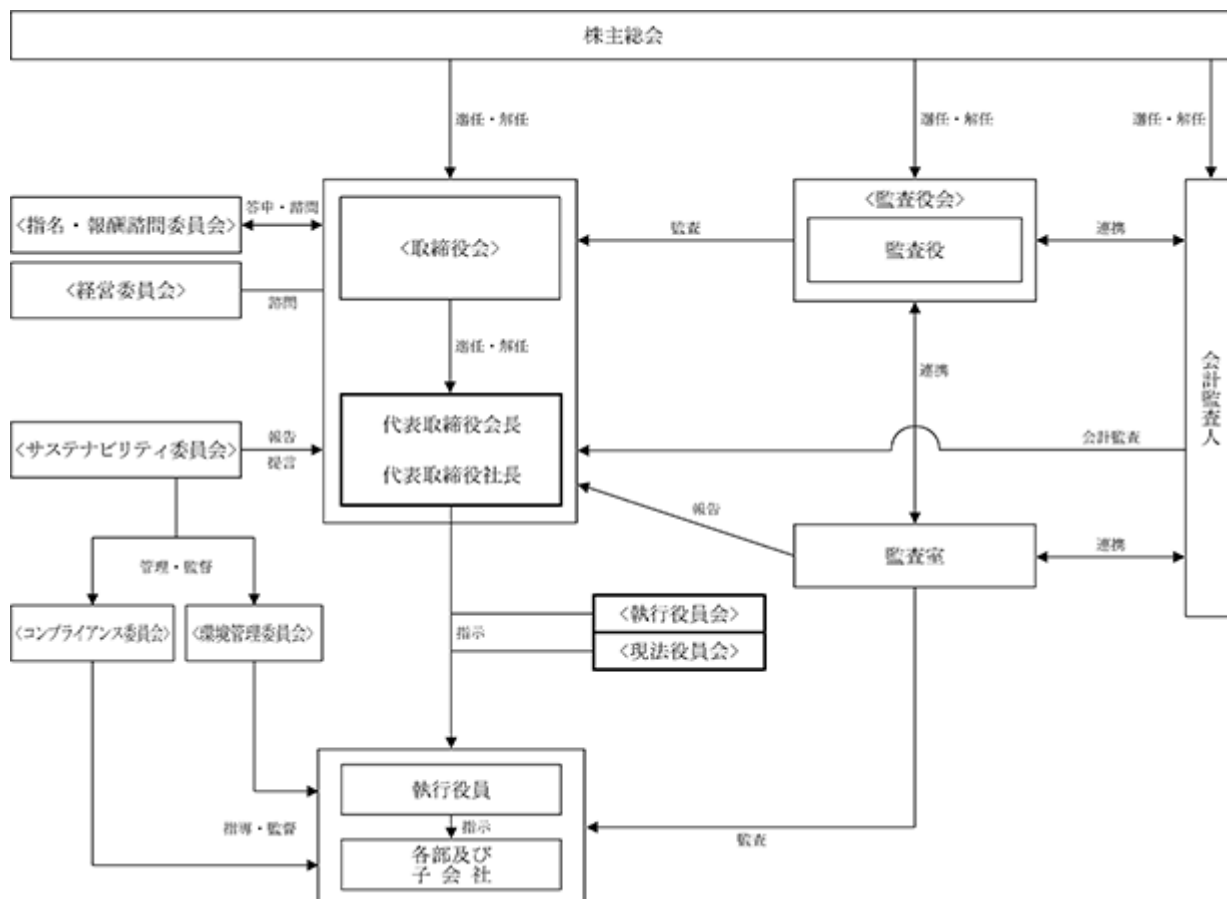 株主総会
選任・解任
選任・解任
選任・解任
<指名・報酬諮問委員会>
答申・諮問
<取締役会>
監査
<監査役会>
監査役
連携
<経営委員会>
諮問
選任・解任
連携
会計監査人
<サステナビリティ委員会>
報告
提言
代表取締役会長
代表取締役社長
会計監査
報告
監査室
連携
管理・監督
<コンプライアンス委員会>
<環境管理委員会>
指示
<執行役員会>
<現法役員会>
執行役員
指示
指導・監督
各部及び
子会社
監査